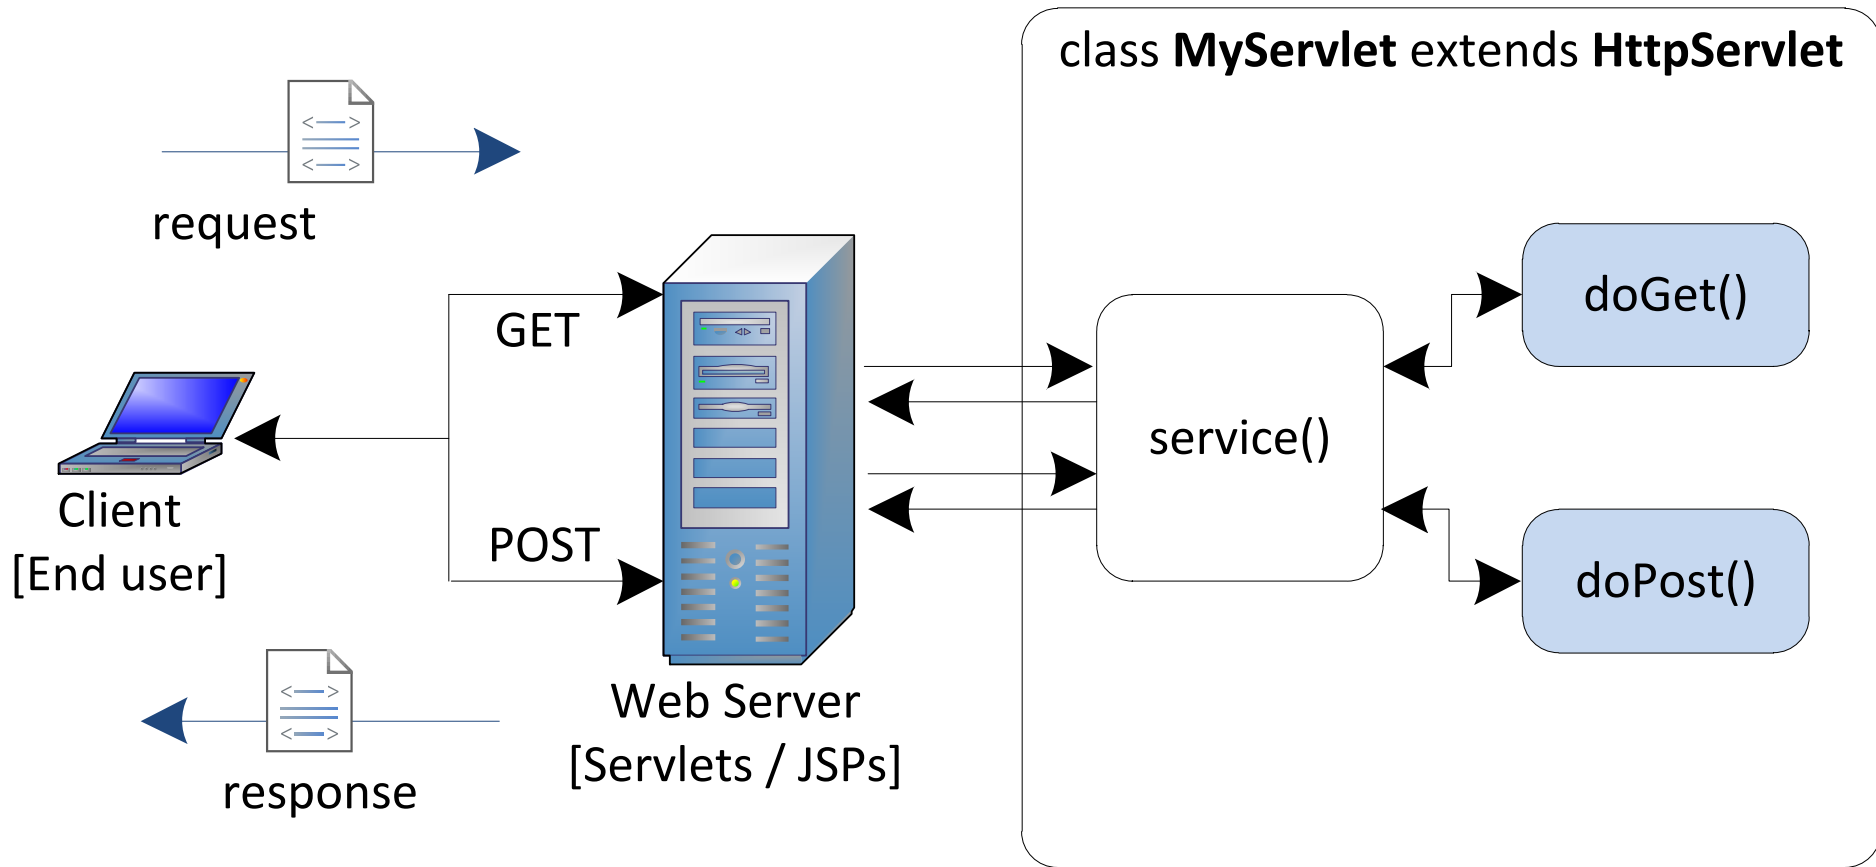 class MyServlet extends HttpServlet
request
GET
doGet()
service()
Client
[End user]
POST
doPost()
Web Server
[Servlets / JSPs]
response